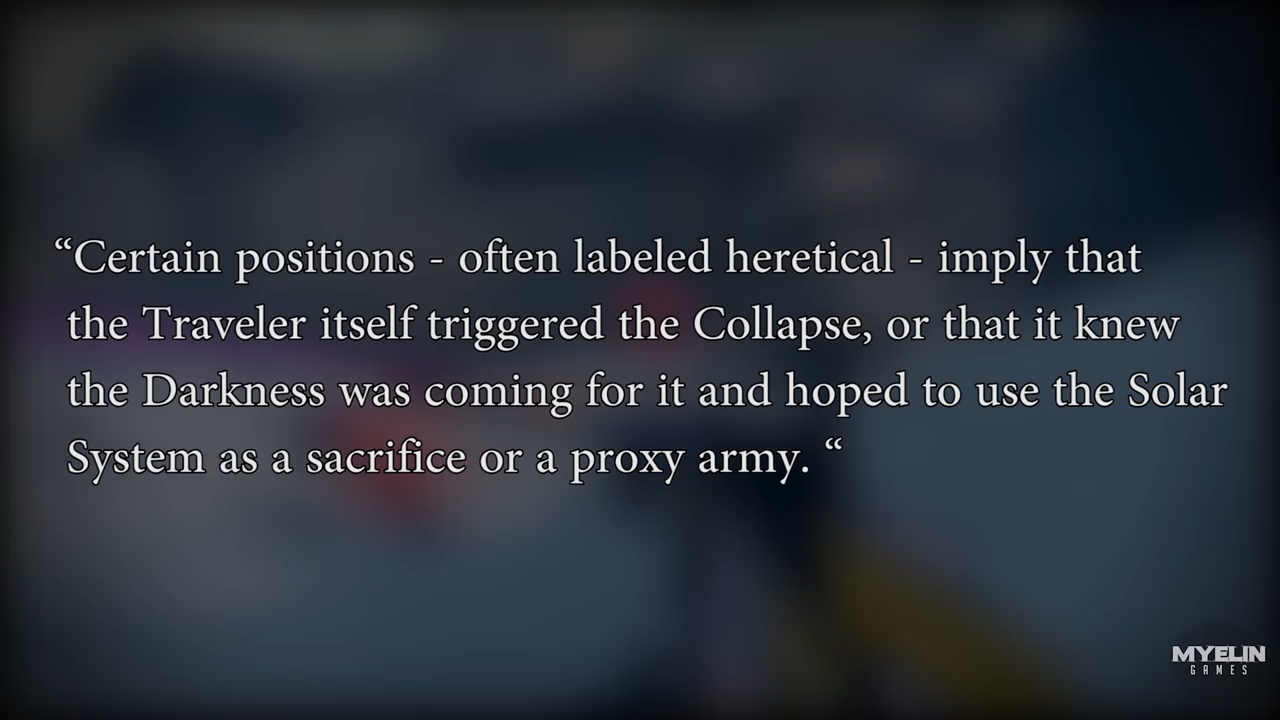 “Certain positions - often labeled heretical - imply that
the Traveler itself triggered the Collapse, or that it knew
the Darkness was coming for it and hoped to use the Solar
System as a sacrifice or a proxy army. “
MYELIN
GAMES